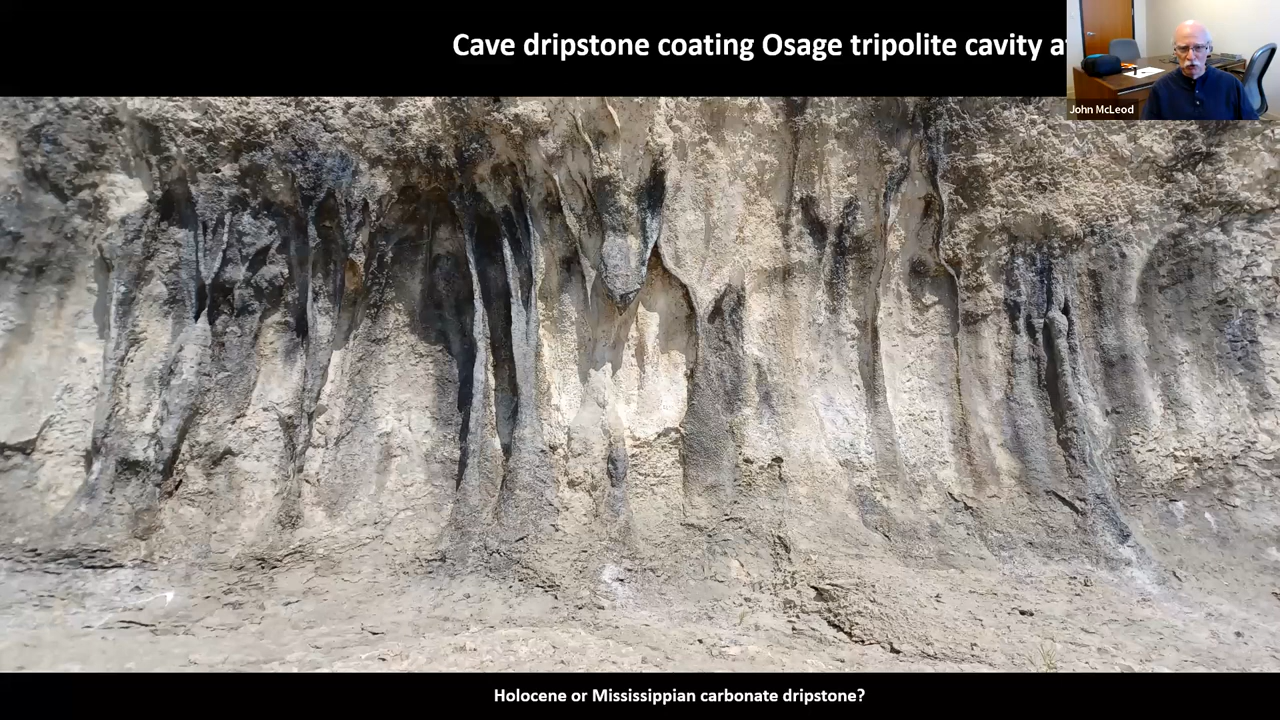 Cave dripstone coating Osage tripolite cavity
John McLeod
Holocene or Mississippian carbonate dripstone?